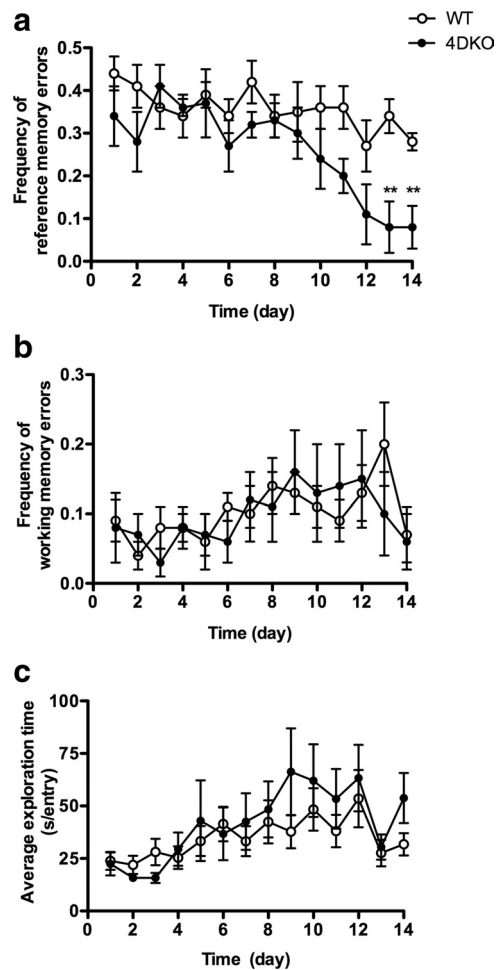 WT
4DKO
a
Frequency of
reference memory errors
0.5
0.4
0.3
0.2
0.1
0.0
** **
0 2 4 6 8 10 12 14
Time (day)
b
Frequency of
working memory errors
0.3
0.2
0.1
0.0
0 2 4 6 8 10 12 14
Time (day)
c
Average exploration time
(s/entry)
100
75
50
25
0
0 2 4 6 8 10 12 14
Time (day)